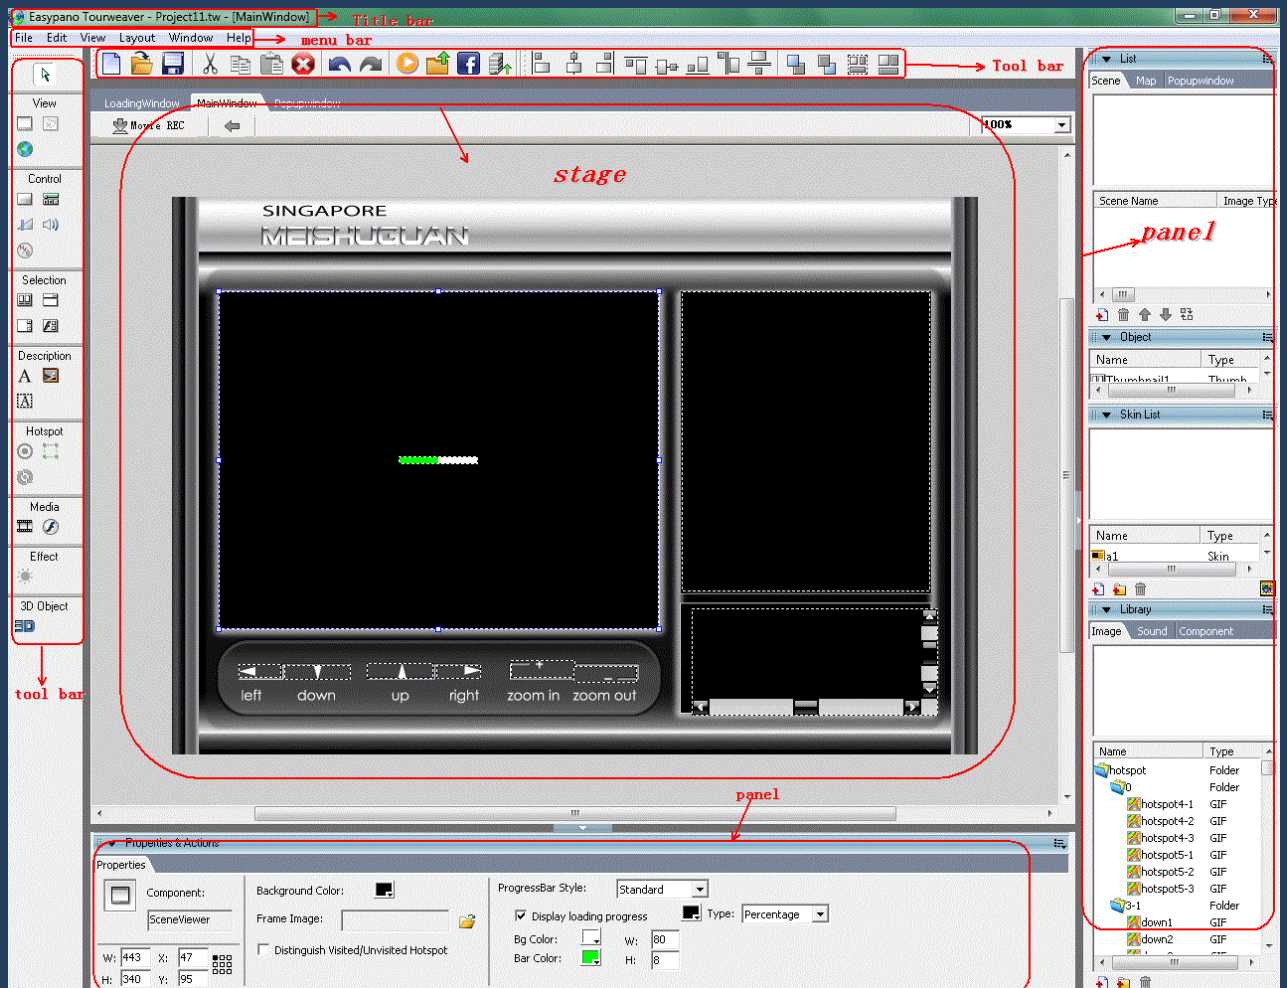 Easypano Tourweaver - Project11.tw - [MainWindow]
Title bar
File Edit View Layout Window Help
menu bar
Tool bar
LoadingWindow MainWindow Popupwindow
Movie REC
100%
stage
View
Control
Selection
Description
Hotspot
Media
Effect
3D Object
tool bar
SINGAPORE
MEISHUGUAN
left down up right zoom in zoom out
List
Scene Map Popupwindow
Scene Name Image Type
panel
Object
Name Type
Thumbnail1
Skin List
Name Type
a1 Skin
Library
Image Sound Component
Name Type
hotspot Folder
0 Folder
hotspot4-1 GIF
hotspot4-2 GIF
hotspot4-3 GIF
hotspot5-1 GIF
hotspot5-2 GIF
hotspot5-3 GIF
3-1 Folder
down1 GIF
down2 GIF
panel
Properties & Actions
Properties
Component:
SceneViewer
W: 443 X: 47
H: 340 Y: 95
Background Color:
Frame Image:
Distinguish Visited/Unvisited Hotspot
ProgressBar Style: Standard
Display loading progress Type: Percentage
Bg Color: W: 80
Bar Color: H: 8